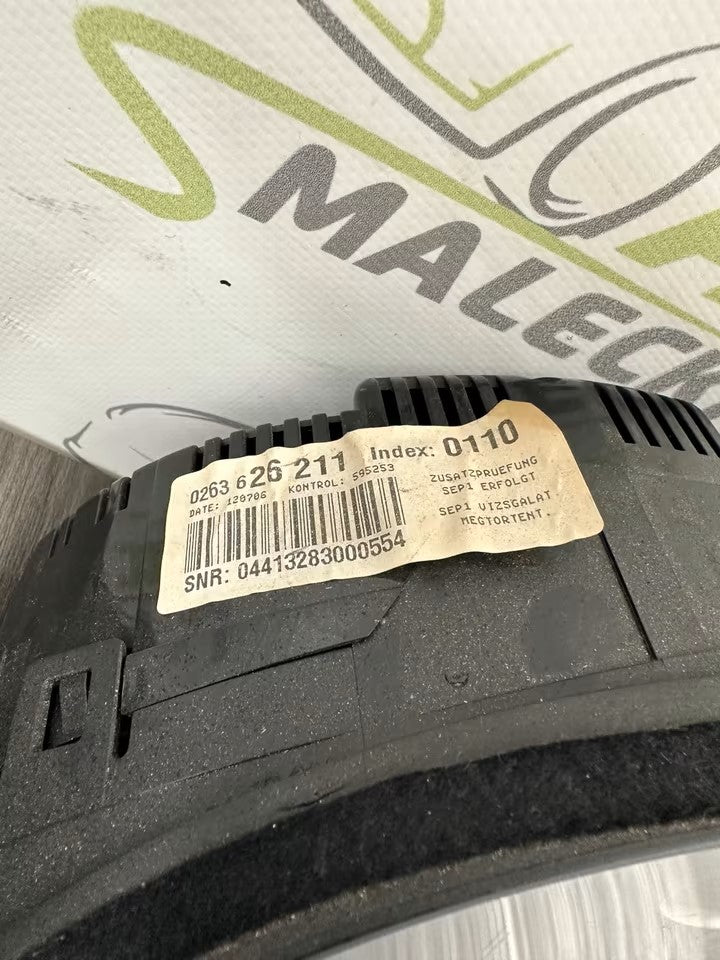 MALECK
0263 626 211 Index: 0110
DATE: 120706 KONTROL: 595253
SNR: 04413283000554
ZUSATZPRUEFUNG
SEP1 ERFOLGT
SEP1 VIZSGALAT
MEGTORTENT.